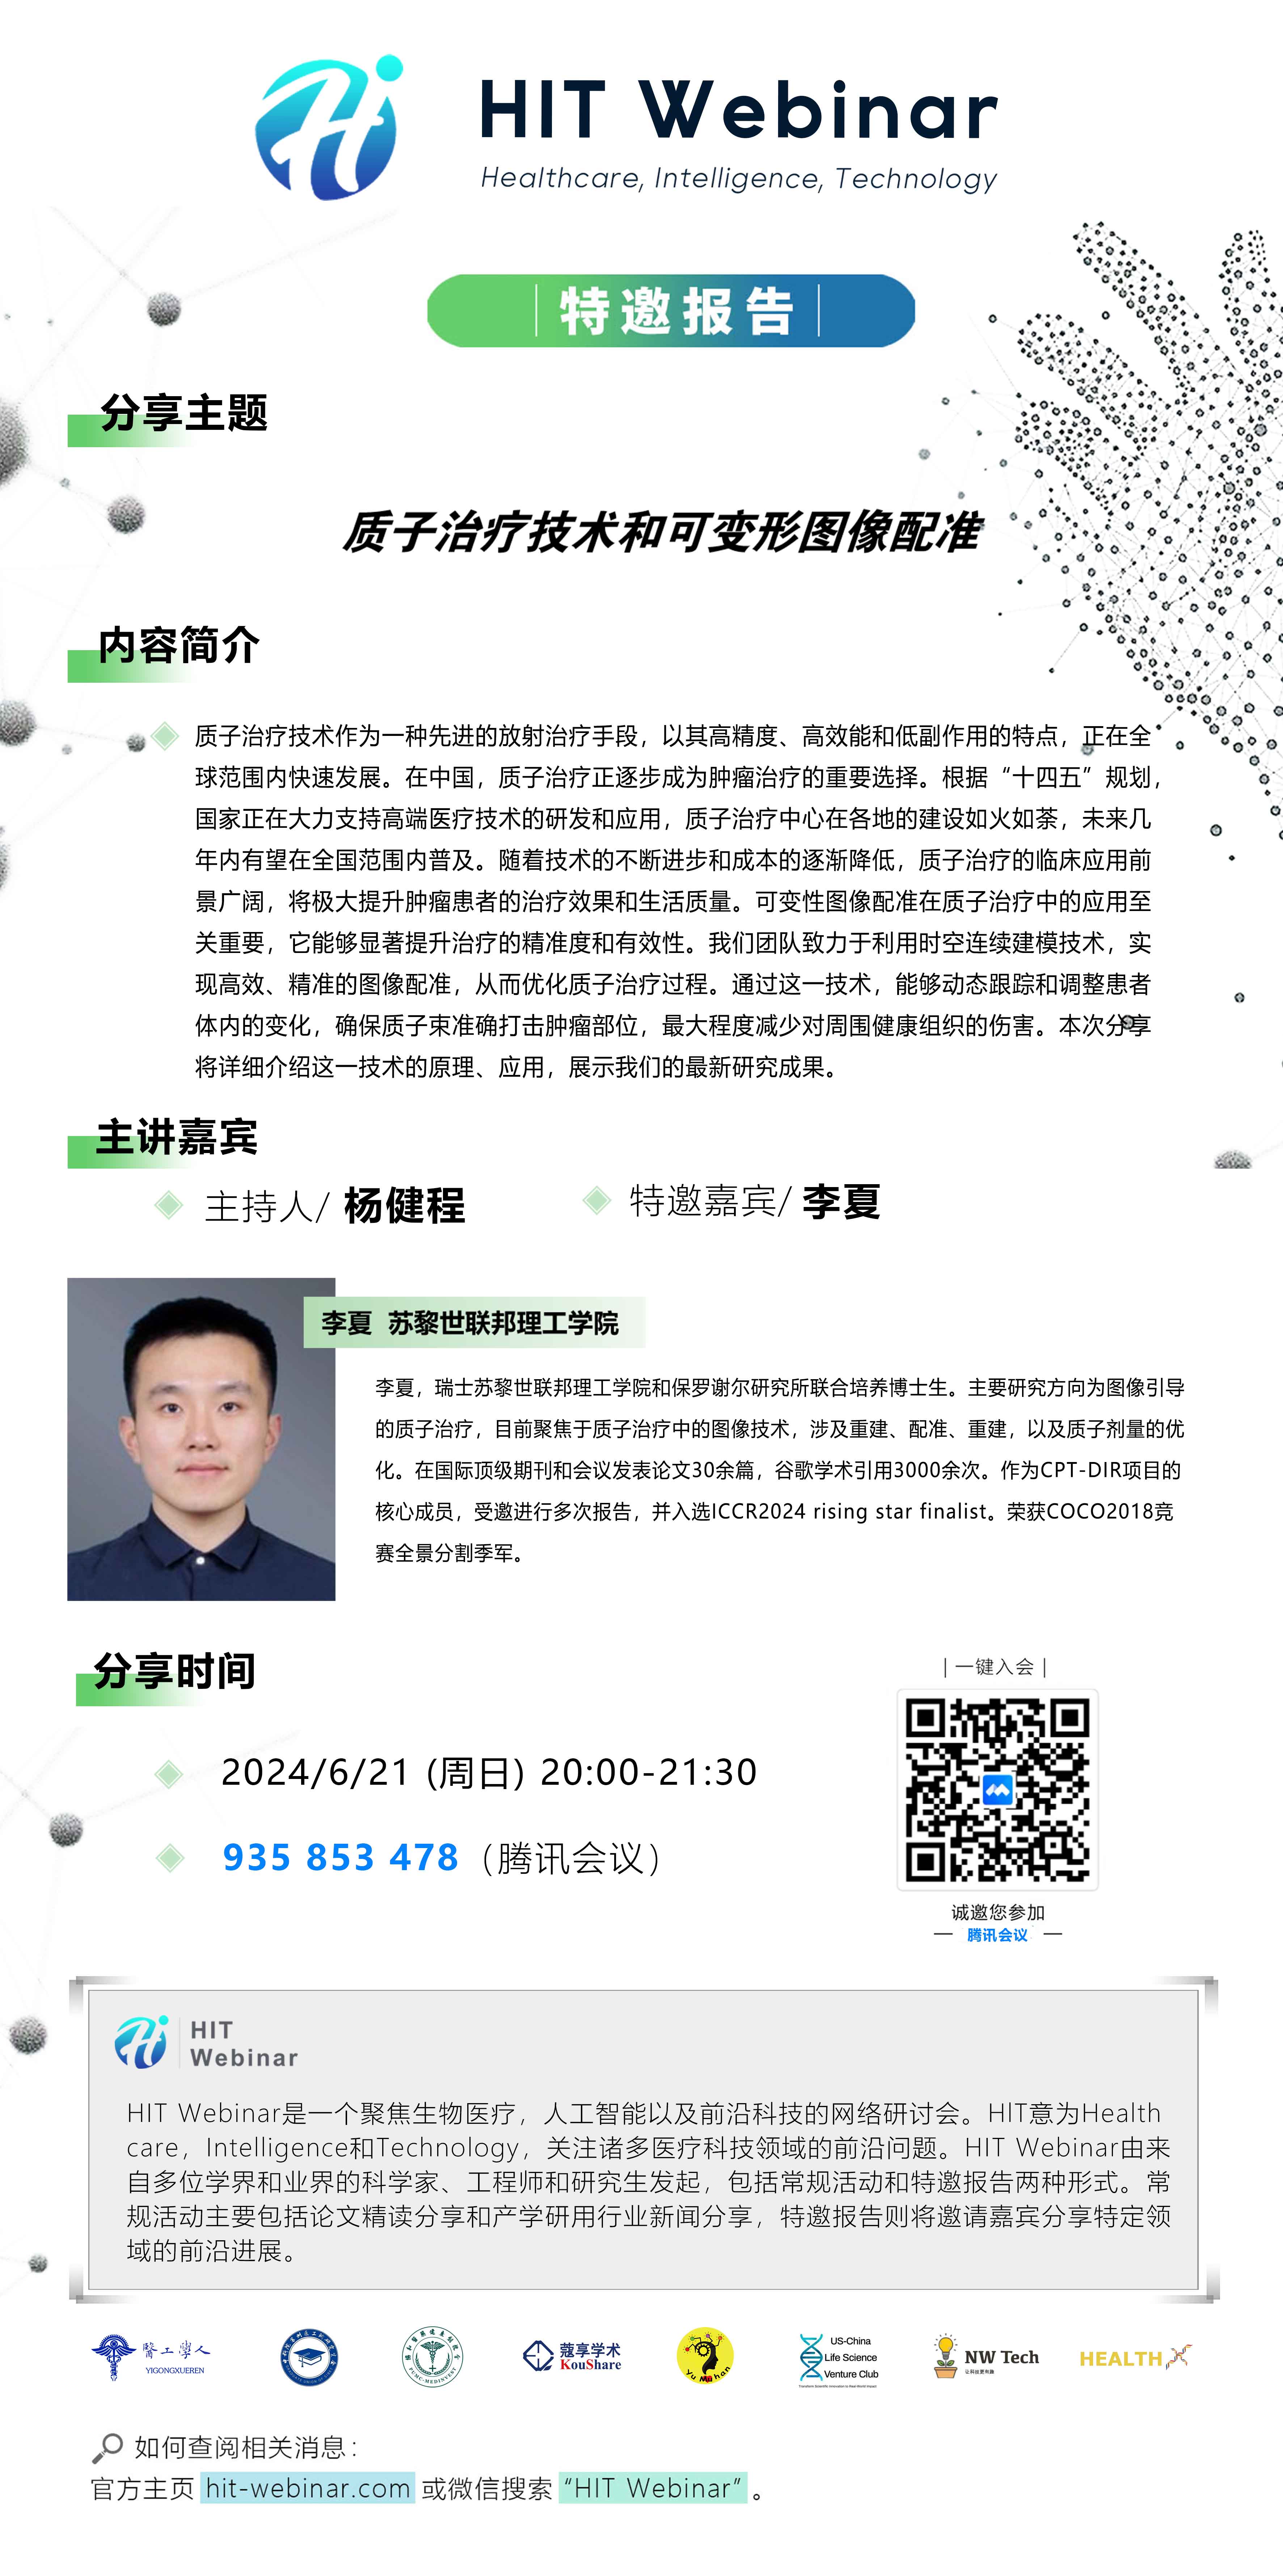 HIT Webinar
Healthcare, Intelligence, Technology
特邀报告
分享主题
质子治疗技术和可变形图像配准
内容简介
质子治疗技术作为一种先进的放射治疗手段，以其高精度、高效能和低副作用的特点，正在全
球范围内快速发展。在中国，质子治疗正逐步成为肿瘤治疗的重要选择。根据“十四五”规划，
国家正在大力支持高端医疗技术的研发和应用，质子治疗中心在各地的建设如火如荼，未来几
年内有望在全国范围内普及。随着技术的不断进步和成本的逐渐降低，质子治疗的临床应用前
景广阔，将极大提升肿瘤患者的治疗效果和生活质量。可变性图像配准在质子治疗中的应用至
关重要，它能够显著提升治疗的精准度和有效性。我们团队致力于利用时空连续建模技术，实
现高效、精准的图像配准，从而优化质子治疗过程。通过这一技术，能够动态跟踪和调整患者
体内的变化，确保质子束准确打击肿瘤部位，最大程度减少对周围健康组织的伤害。本次分享
将详细介绍这一技术的原理、应用，展示我们的最新研究成果。
主讲嘉宾
主持人/ 杨健程
特邀嘉宾/ 李夏
李夏 苏黎世联邦理工学院
李夏，瑞士苏黎世联邦理工学院和保罗谢尔研究所联合培养博士生。主要研究方向为图像引导
的质子治疗，目前聚焦于质子治疗中的图像技术，涉及重建、配准、重建，以及质子剂量的优
化。在国际顶级期刊和会议发表论文30余篇，谷歌学术引用3000余次。作为CPT-DIR项目的
核心成员，受邀进行多次报告，并入选ICCR2024 rising star finalist。荣获COCO2018竞
赛全景分割季军。
分享时间
2024/6/21 (周日) 20:00-21:30
935 853 478（腾讯会议）
| 一键入会 |
诚邀您参加
腾讯会议
HIT
Webinar
HIT Webinar是一个聚焦生物医疗，人工智能以及前沿科技的网络研讨会。HIT意为Health
care，Intelligence和Technology，关注诸多医疗科技领域的前沿问题。HIT Webinar由来
自多位学界和业界的科学家、工程师和研究生发起，包括常规活动和特邀报告两种形式。常
规活动主要包括论文精读分享和产学研用行业新闻分享，特邀报告则将邀请嘉宾分享特定领
域的前沿进展。
醫工學人
YIGONGXUEREN
PUMC-MEDINVEST
蔻享学术
KouShare
Yu Mi han
US-China
Life Science
Venture Club
NW Tech
让科技更有趣
HEALTH
如何查阅相关消息：
官方主页 hit-webinar.com 或微信搜索 “HIT Webinar” 。